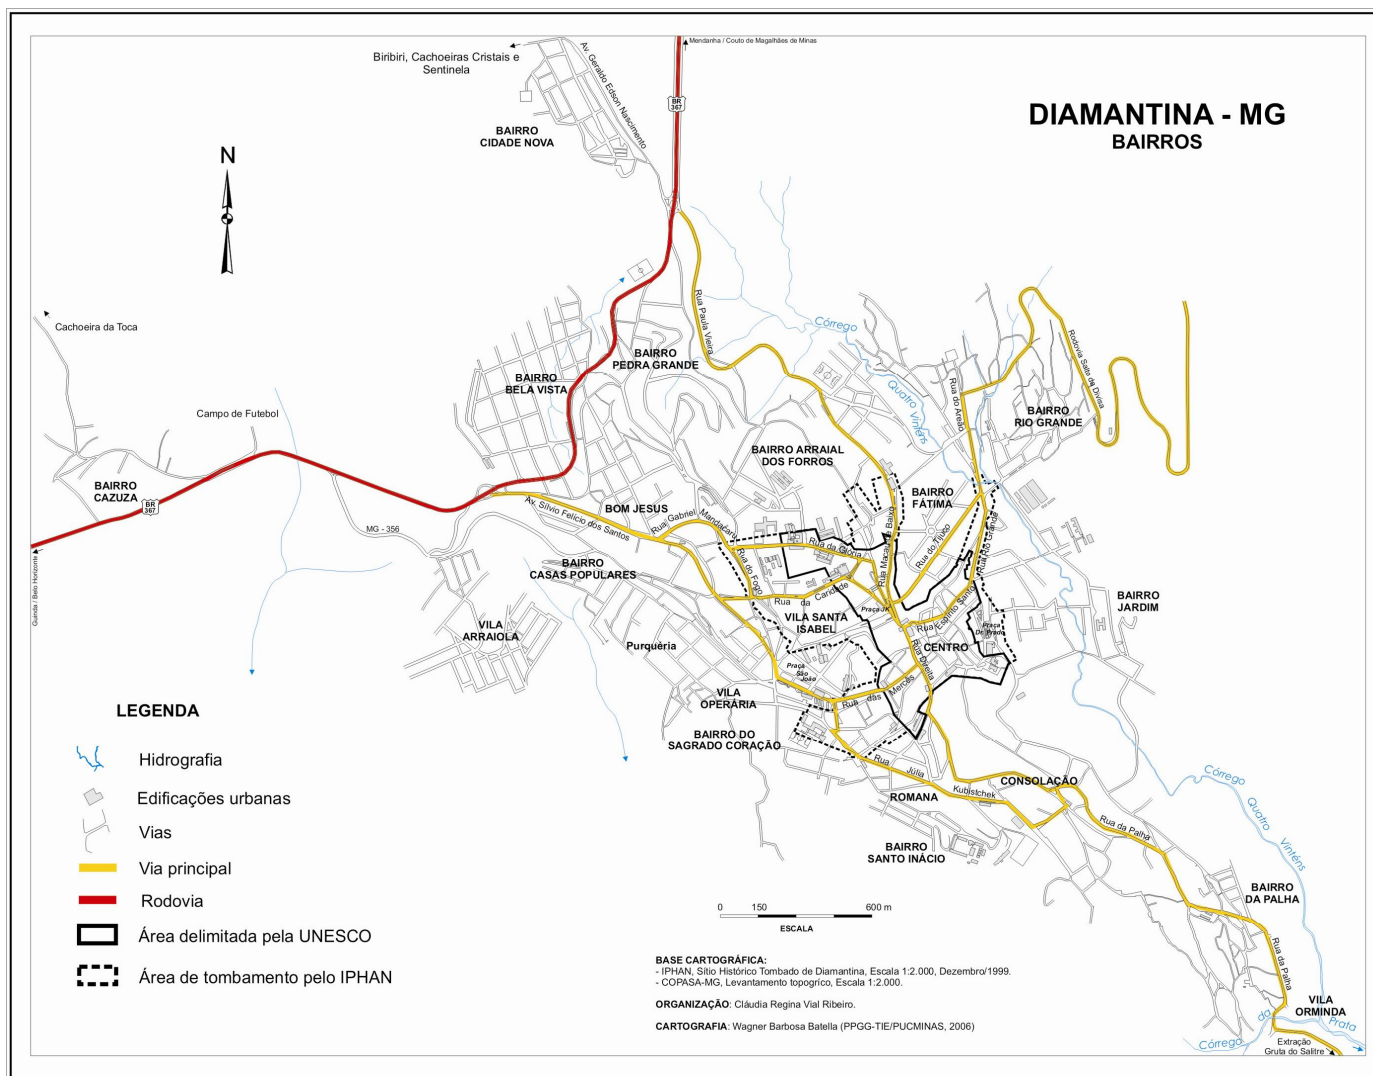 DIAMANTINA - MG
BAIRROS
Mendanha / Couto de Magalhães de Minas
Biribiri, Cachoeiras Cristais e
Sentinela
Av. Geraldo Edson Nascimento
BR
367
BAIRRO
CIDADE NOVA
N
Rua Paula Vieira
Córrego
Quatro Vinténs
Cachoeira da Toca
BAIRRO
PEDRA GRANDE
BAIRRO
BELA VISTA
Rodovia Salto da Divisa
Rua do Areão
BAIRRO
RIO GRANDE
Campo de Futebol
BAIRRO ARRAIAL
DOS FORROS
BAIRRO
CAZUZA
BR
367
BAIRRO
FÁTIMA
BOM JESUS
Av. Sílvio Felício dos Santos
Rua Gabriel Mandacaru
MG - 356
Rua da Glória
Rua Macau de Baixo
Rua do Tijuco
Rua Rio Grande
BAIRRO
CASAS POPULARES
Rua do Fogo
Guinda / Belo Horizonte
Rua da Caridade
Praça JK
Rua Espírito Santo
BAIRRO
JARDIM
VILA SANTA
ISABEL
VILA
ARRAIOLA
Purquéria
Praça
Dr. Prado
CENTRO
Rua Direita
Praça
São
João
VILA
OPERÁRIA
Rua das Mercês
BAIRRO DO
SAGRADO CORAÇÃO
Rua Júlia Kubistchek
CONSOLAÇÃO
ROMANA
Rua da Palha
BAIRRO
SANTO INÁCIO
Córrego Quatro Vinténs
BAIRRO
DA PALHA
Rua da Palha
VILA
ORMINDA
Córrego da Prata
Extração
Gruta do Salitre
LEGENDA
Hidrografia
Edificações urbanas
Vias
Via principal
Rodovia
Área delimitada pela UNESCO
Área de tombamento pelo IPHAN
0 150 600 m
ESCALA
BASE CARTOGRÁFICA:
- IPHAN, Sítio Histórico Tombado de Diamantina, Escala 1:2.000, Dezembro/1999.
- COPASA-MG, Levantamento topogríco, Escala 1:2.000.
ORGANIZAÇÃO: Cláudia Regina Vial Ribeiro.
CARTOGRAFIA: Wagner Barbosa Batella (PPGG-TIE/PUCMINAS, 2006)